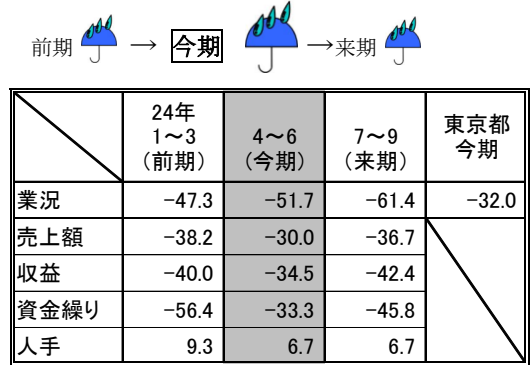 前期 → 今期 → 来期
24年
1～3
(前期)
4～6
(今期)
7～9
(来期)
東京都
今期
業況 -47.3 -51.7 -61.4 -32.0
売上額 -38.2 -30.0 -36.7
収益 -40.0 -34.5 -42.4
資金繰り -56.4 -33.3 -45.8
人手 9.3 6.7 6.7